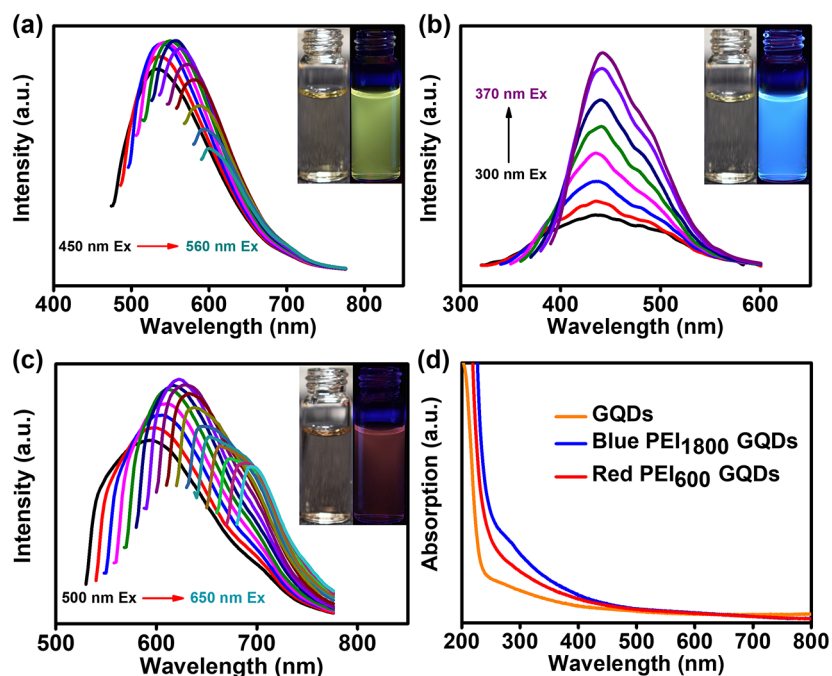 (a)
Intensity (a.u.)
450 nm Ex → 560 nm Ex
400 500 600 700 800
Wavelength (nm)
(b)
Intensity (a.u.)
370 nm Ex
300 nm Ex
300 400 500 600
Wavelength (nm)
(c)
Intensity (a.u.)
500 nm Ex → 650 nm Ex
500 600 700 800
Wavelength (nm)
(d)
Absorption (a.u.)
GQDs
Blue PEI1800 GQDs
Red PEI600 GQDs
200 300 400 500 600 700 800
Wavelength (nm)